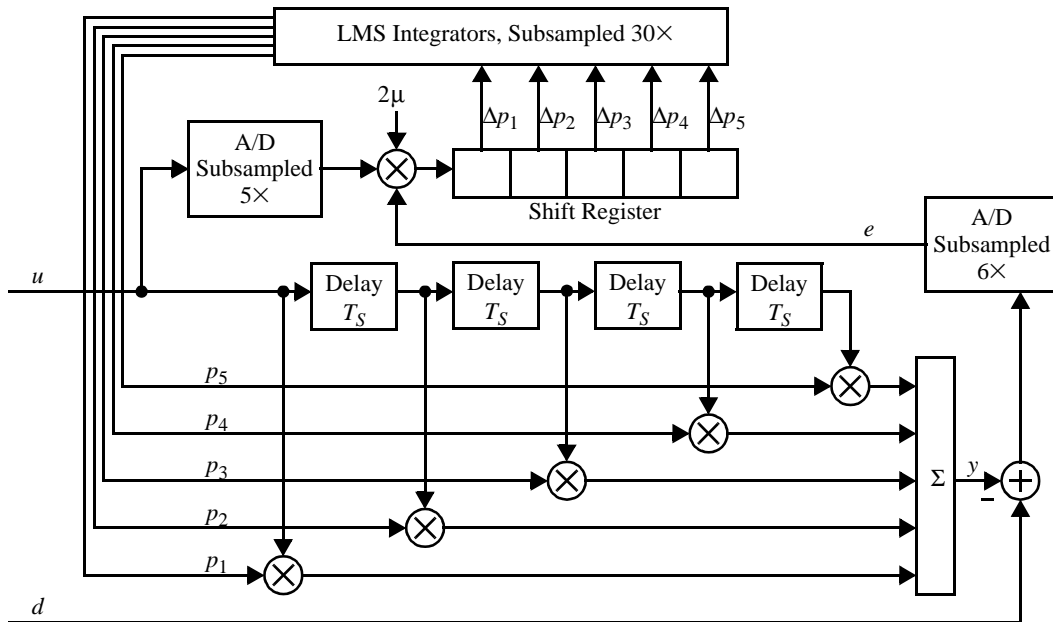 LMS Integrators, Subsampled 30×
2μ
Δp1
Δp2
Δp3
Δp4
Δp5
A/D
Subsampled
5×
Shift Register
A/D
Subsampled
6×
e
u
Delay
TS
Delay
TS
Delay
TS
Delay
TS
p5
p4
p3
p2
p1
Σ
y
−
d